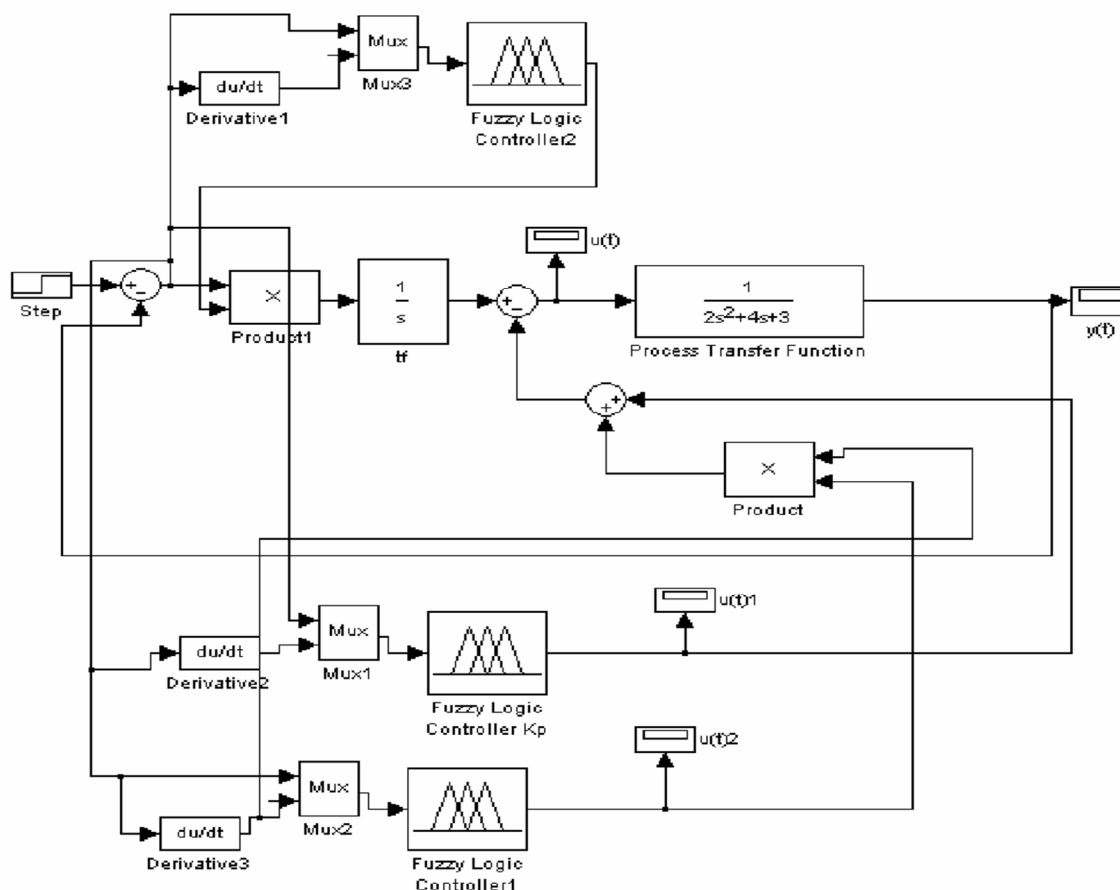 Mux
Mux3
du/dt
Derivative1
Fuzzy Logic
Controller2
Step
+
−
×
Product1
1
s
tf
+
−
u(t)
1
2s²+4s+3
Process Transfer Function
y(t)
+
+
×
Product
du/dt
Derivative2
Mux
Mux1
Fuzzy Logic
Controller Kp
u(t)1
Mux
Mux2
du/dt
Derivative3
Fuzzy Logic
Controller1
u(t)2